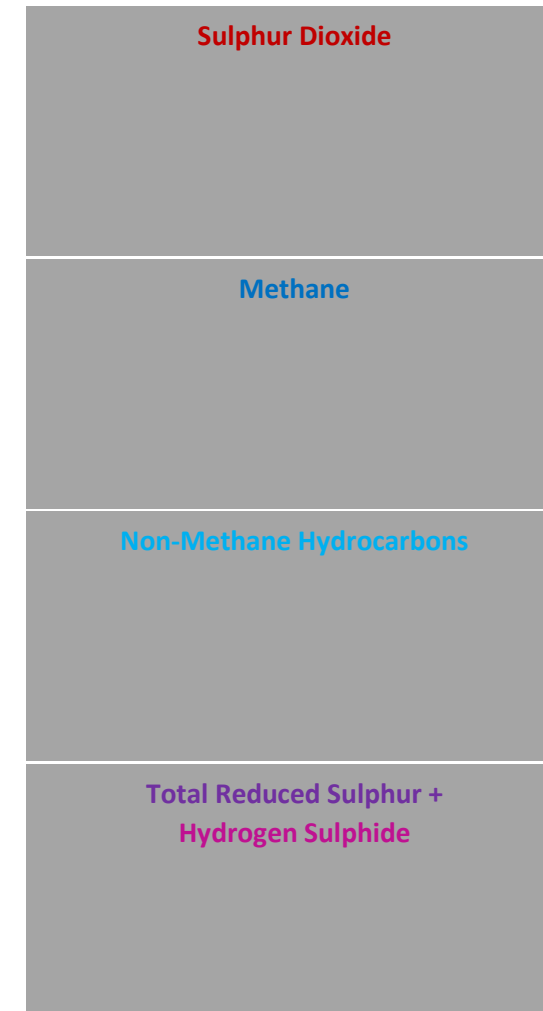 Sulphur Dioxide
Methane
Non-Methane Hydrocarbons
Total Reduced Sulphur +
Hydrogen Sulphide